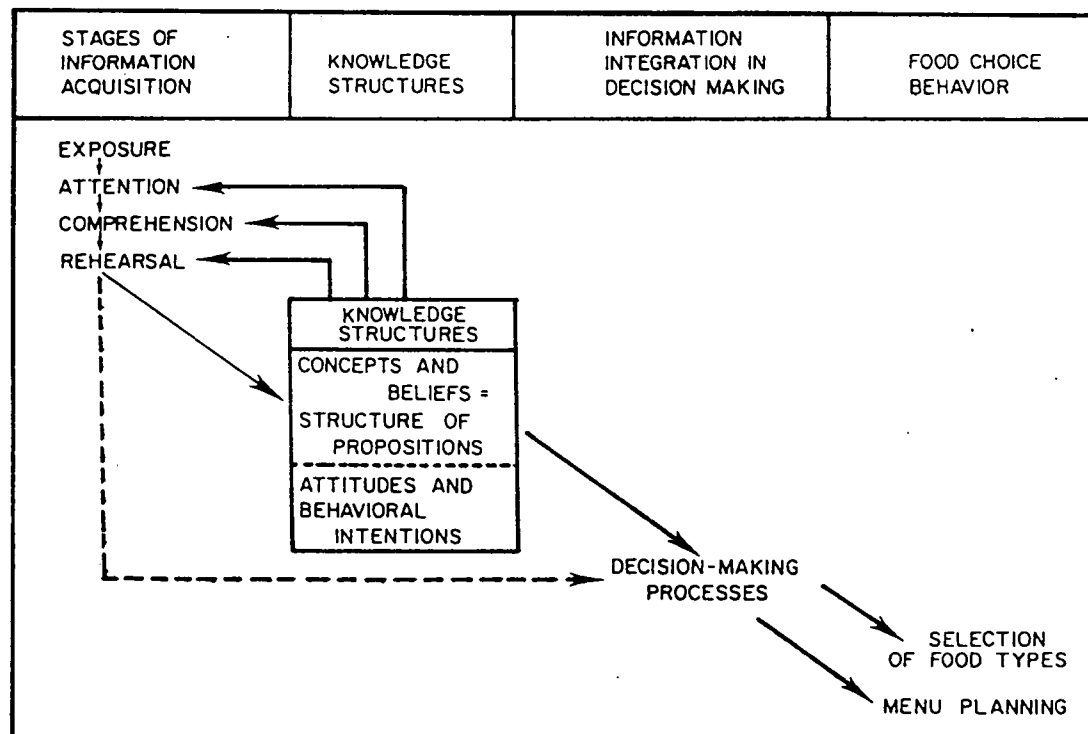 STAGES OF
INFORMATION
ACQUISITION
KNOWLEDGE
STRUCTURES
INFORMATION
INTEGRATION IN
DECISION MAKING
FOOD CHOICE
BEHAVIOR
EXPOSURE
ATTENTION
COMPREHENSION
REHEARSAL
KNOWLEDGE
STRUCTURES
CONCEPTS AND
BELIEFS =
STRUCTURE OF
PROPOSITIONS
ATTITUDES AND
BEHAVIORAL
INTENTIONS
DECISION-MAKING
PROCESSES
SELECTION
OF FOOD TYPES
MENU PLANNING